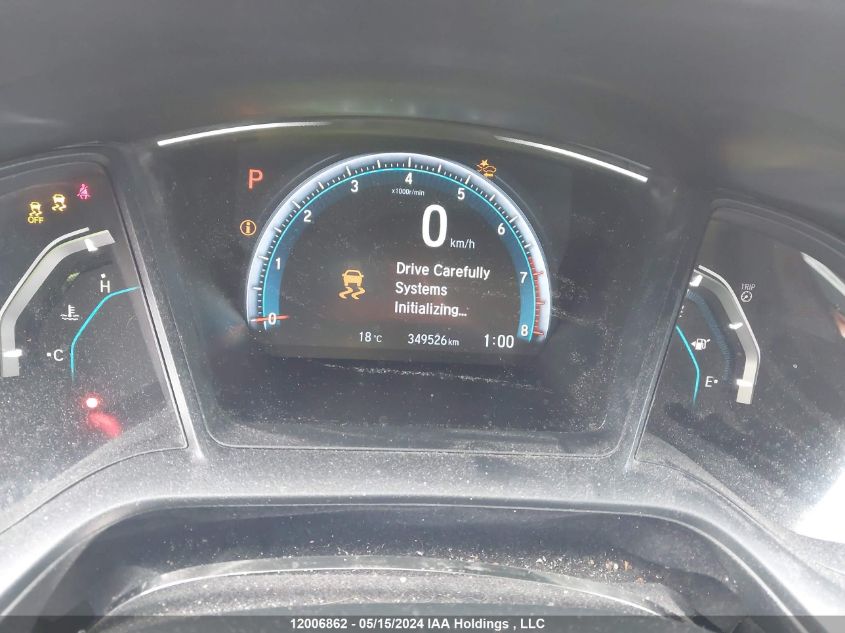 P
OFF
i
0
1
2
3
4
5
6
7
8
x1000r/min
0 km/h
Drive Carefully
Systems
Initializing...
18°C 349526km 1:00
H
C
TRIP
E
12006862 - 05/15/2024 IAA Holdings , LLC